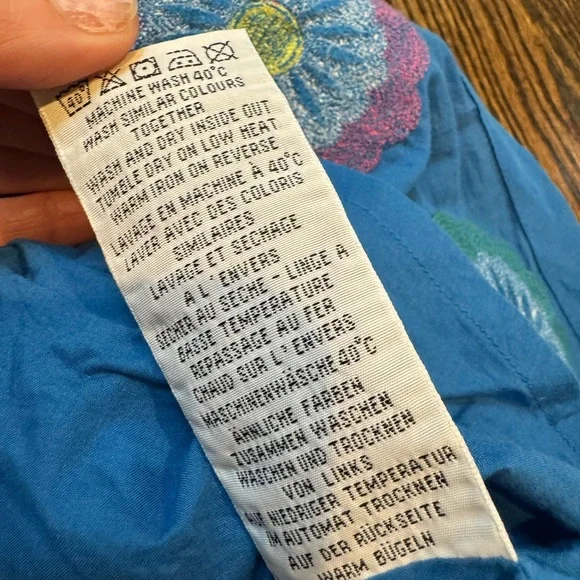 40°
MACHINE WASH 40°C
WASH SIMILAR COLOURS
TOGETHER
WASH AND DRY INSIDE OUT
TUMBLE DRY ON LOW HEAT
WARM IRON ON REVERSE
LAVAGE EN MACHINE À 40°C
LAVER AVEC DES COLORIS
SIMILAIRES
LAVAGE ET SECHAGE
A L' ENVERS
SECHER AU SECHE - LINGE A
BASSE TEMPERATURE
REPASSAGE AU FER
CHAUD SUR L' ENVERS
MASCHINENWÄSCHE 40°C
ÄNLICHE FARBEN
ZUSAMMEN WASCHEN
WASCHEN UND TROCKNEN
VON LINKS
NIEDRIGER TEMPERATUR
IM AUTOMAT TROCKNEN
AUF DER RÜCKSEITE
WARM BÜGELN